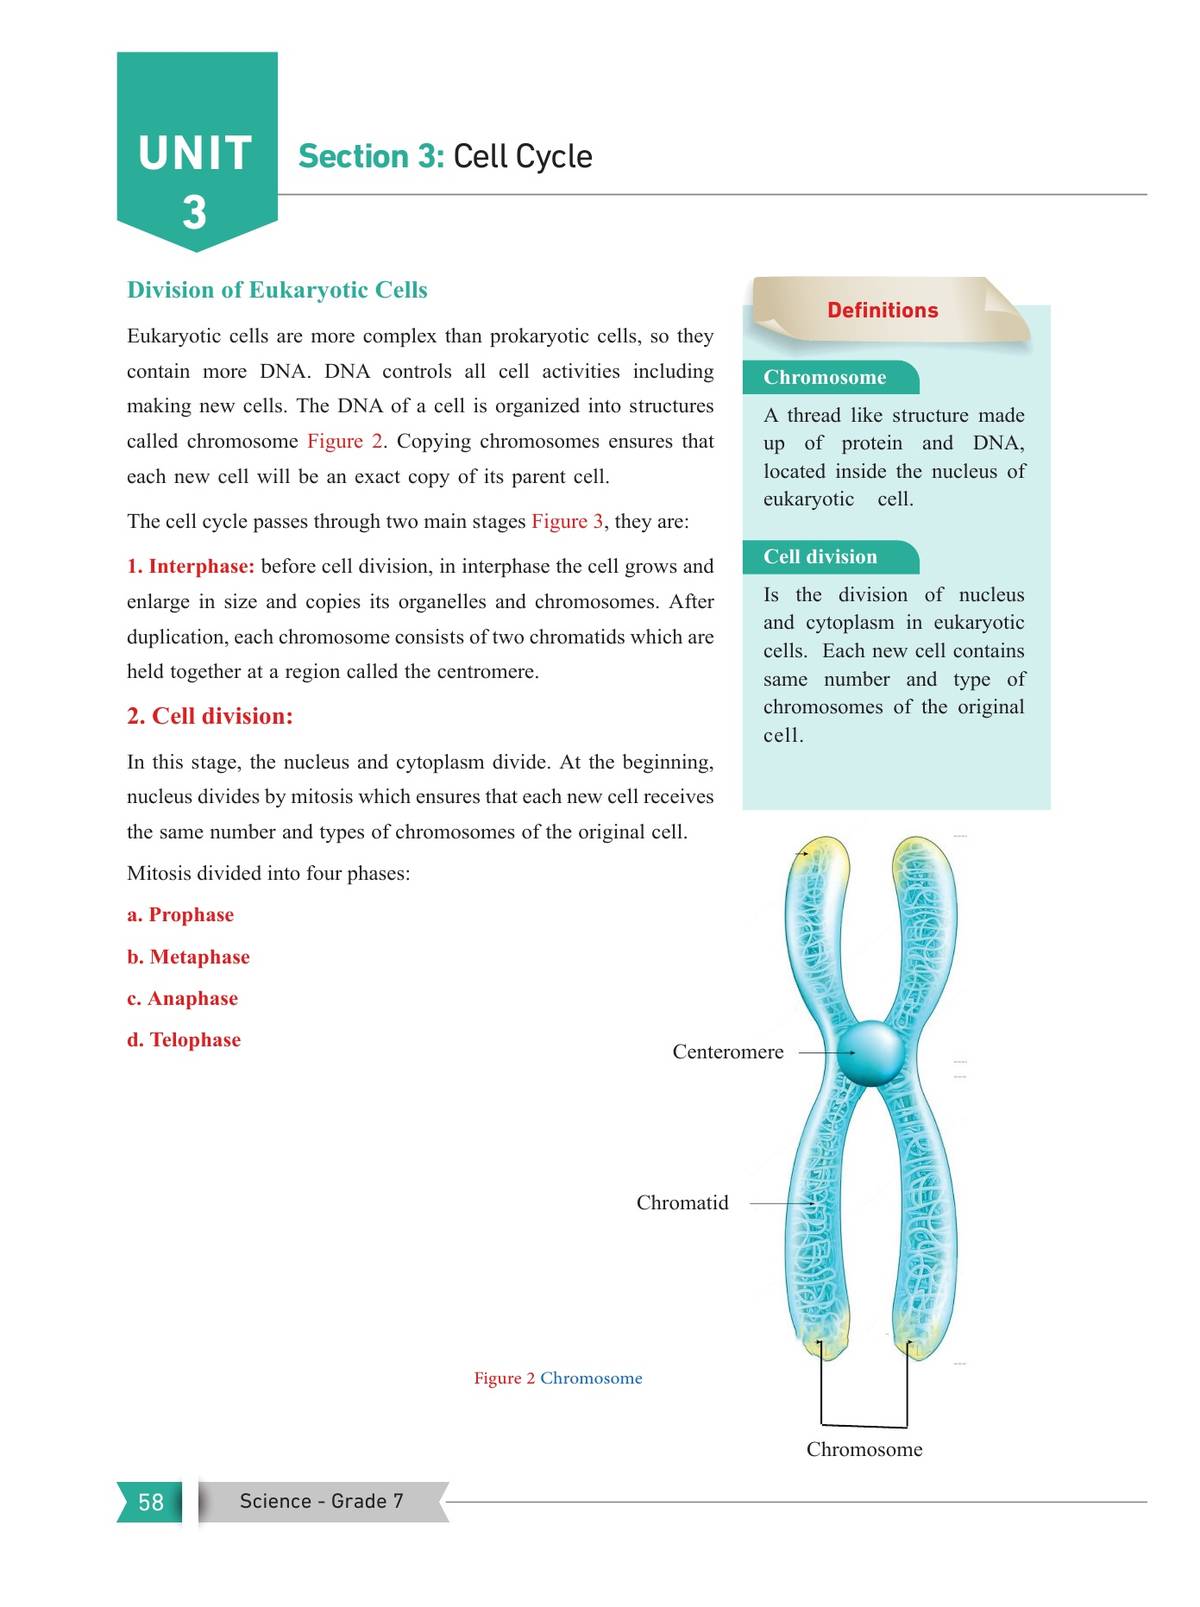 UNIT
3
Section 3: Cell Cycle
Division of Eukaryotic Cells
Eukaryotic cells are more complex than prokaryotic cells, so they
contain more DNA. DNA controls all cell activities including
making new cells. The DNA of a cell is organized into structures
called chromosome Figure 2. Copying chromosomes ensures that
each new cell will be an exact copy of its parent cell.
The cell cycle passes through two main stages Figure 3, they are:
1. Interphase: before cell division, in interphase the cell grows and
enlarge in size and copies its organelles and chromosomes. After
duplication, each chromosome consists of two chromatids which are
held together at a region called the centromere.
2. Cell division:
In this stage, the nucleus and cytoplasm divide. At the beginning,
nucleus divides by mitosis which ensures that each new cell receives
the same number and types of chromosomes of the original cell.
Mitosis divided into four phases:
a. Prophase
b. Metaphase
c. Anaphase
d. Telophase
Definitions
Chromosome
A thread like structure made
up of protein and DNA,
located inside the nucleus of
eukaryotic cell.
Cell division
Is the division of nucleus
and cytoplasm in eukaryotic
cells. Each new cell contains
same number and type of
chromosomes of the original
cell.
Centeromere
Chromatid
Figure 2 Chromosome
Chromosome
58
Science - Grade 7